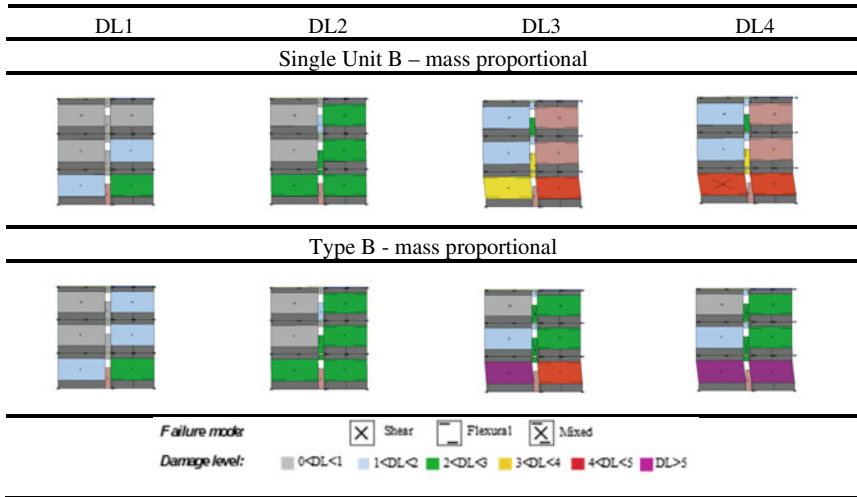 DL1 DL2 DL3 DL4
Single Unit B – mass proportional
Type B - mass proportional
Failure mode: Shear Flexural Mixed
Damage level: 0<DL<1 1<DL<2 2<DL<3 3<DL<4 4<DL<5 DL>5